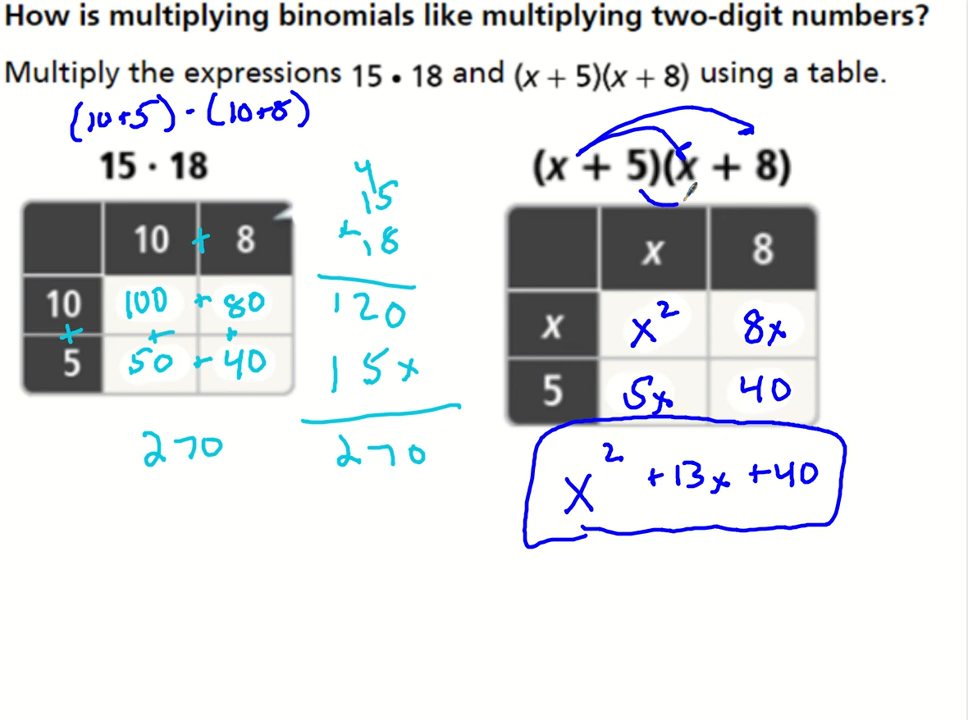 How is multiplying binomials like multiplying two-digit numbers?
Multiply the expressions 15 • 18 and (x + 5)(x + 8) using a table.
(10+5) · (10+8)
15 · 18
10 + 8
10 100 + 80
+ + +
5 50 + 40
270
4
15
18
120
15x
270
(x + 5)(x + 8)
x 8
x x² 8x
5 5x 40
x² +13x +40